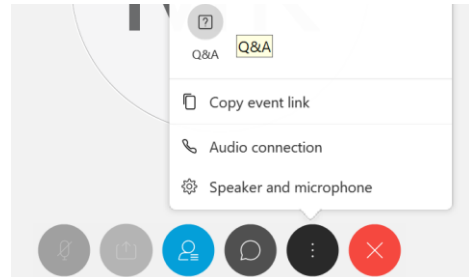 Q&A
Q&A
Copy event link
Audio connection
Speaker and microphone